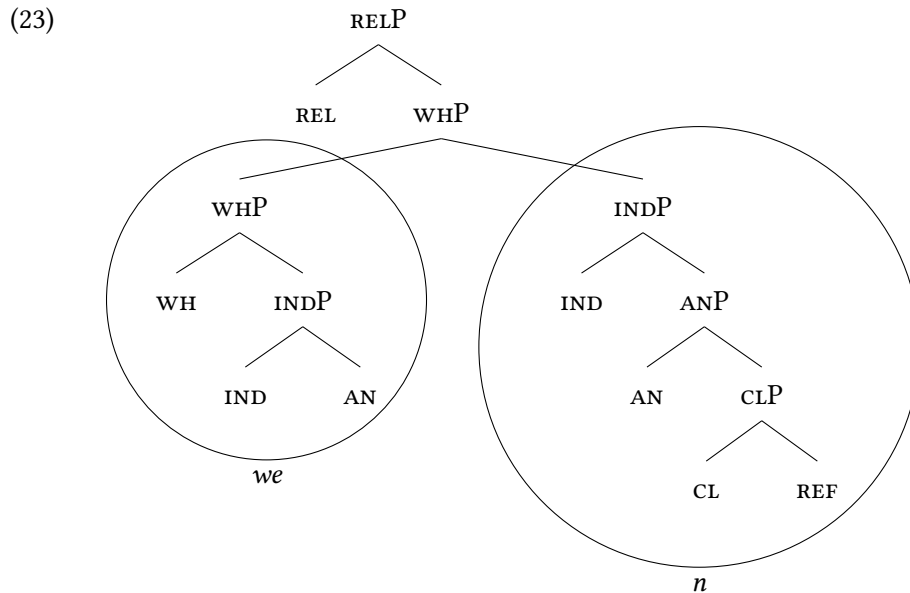 (23)
RELP
REL WHP
WHP INDP
WH INDP IND ANP
IND AN AN CLP
we
CL REF
n